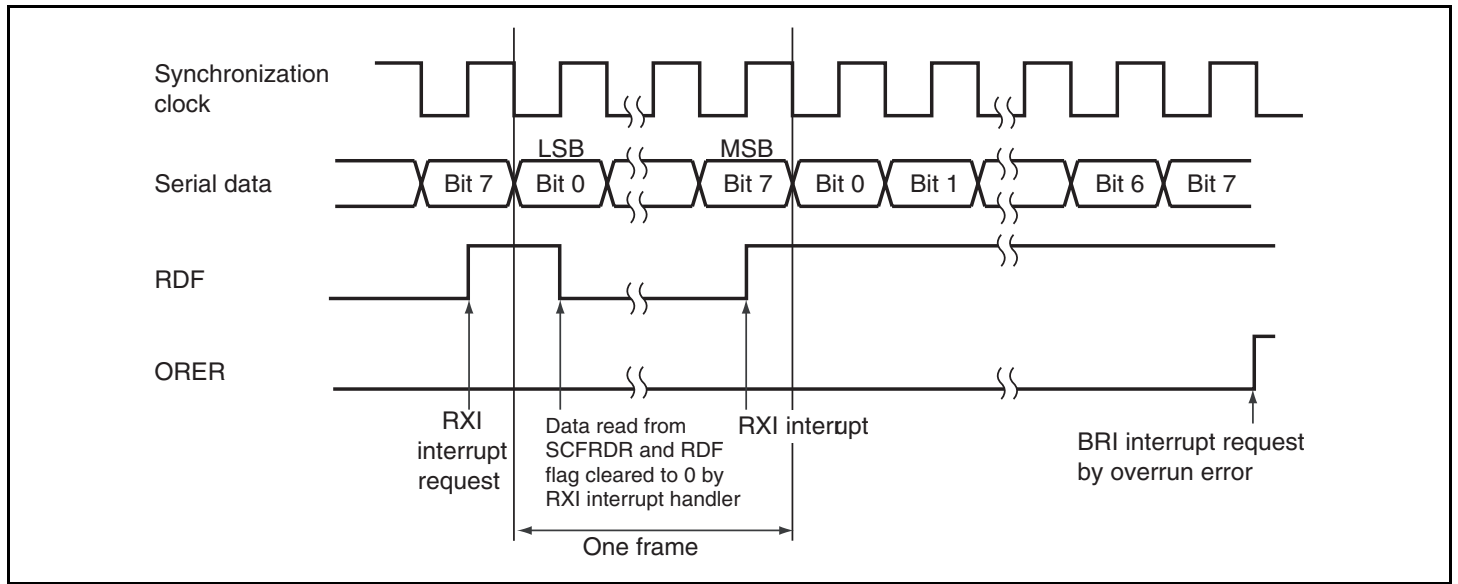 Synchronization
clock
LSB
MSB
Serial data
Bit 7
Bit 0
Bit 7
Bit 0
Bit 1
Bit 6
Bit 7
RDF
ORER
RXI
interrupt
request
Data read from
SCFRDR and RDF
flag cleared to 0 by
RXI interrupt handler
RXI interrupt
BRI interrupt request
by overrun error
One frame